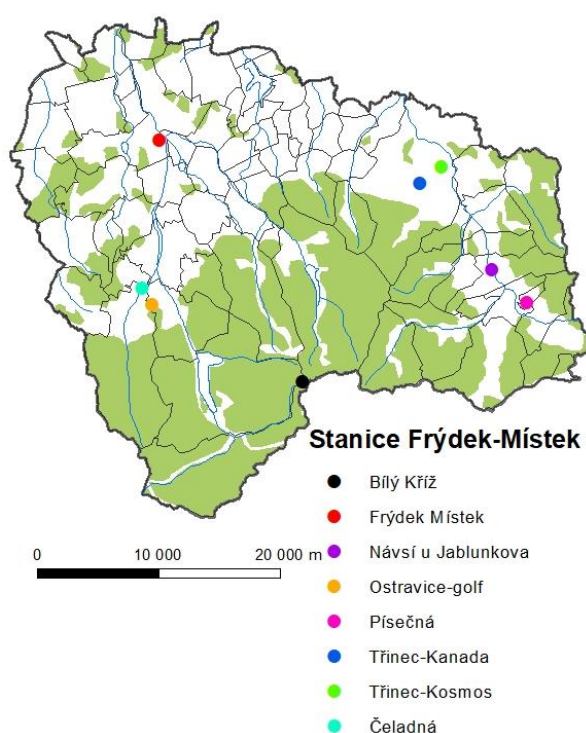 Stanice Frýdek-Místek
Bílý Kříž
Frýdek Místek
Návsí u Jablunkova
Ostravice-golf
Písečná
Třinec-Kanada
Třinec-Kosmos
Čeladná
0 10 000 20 000 m